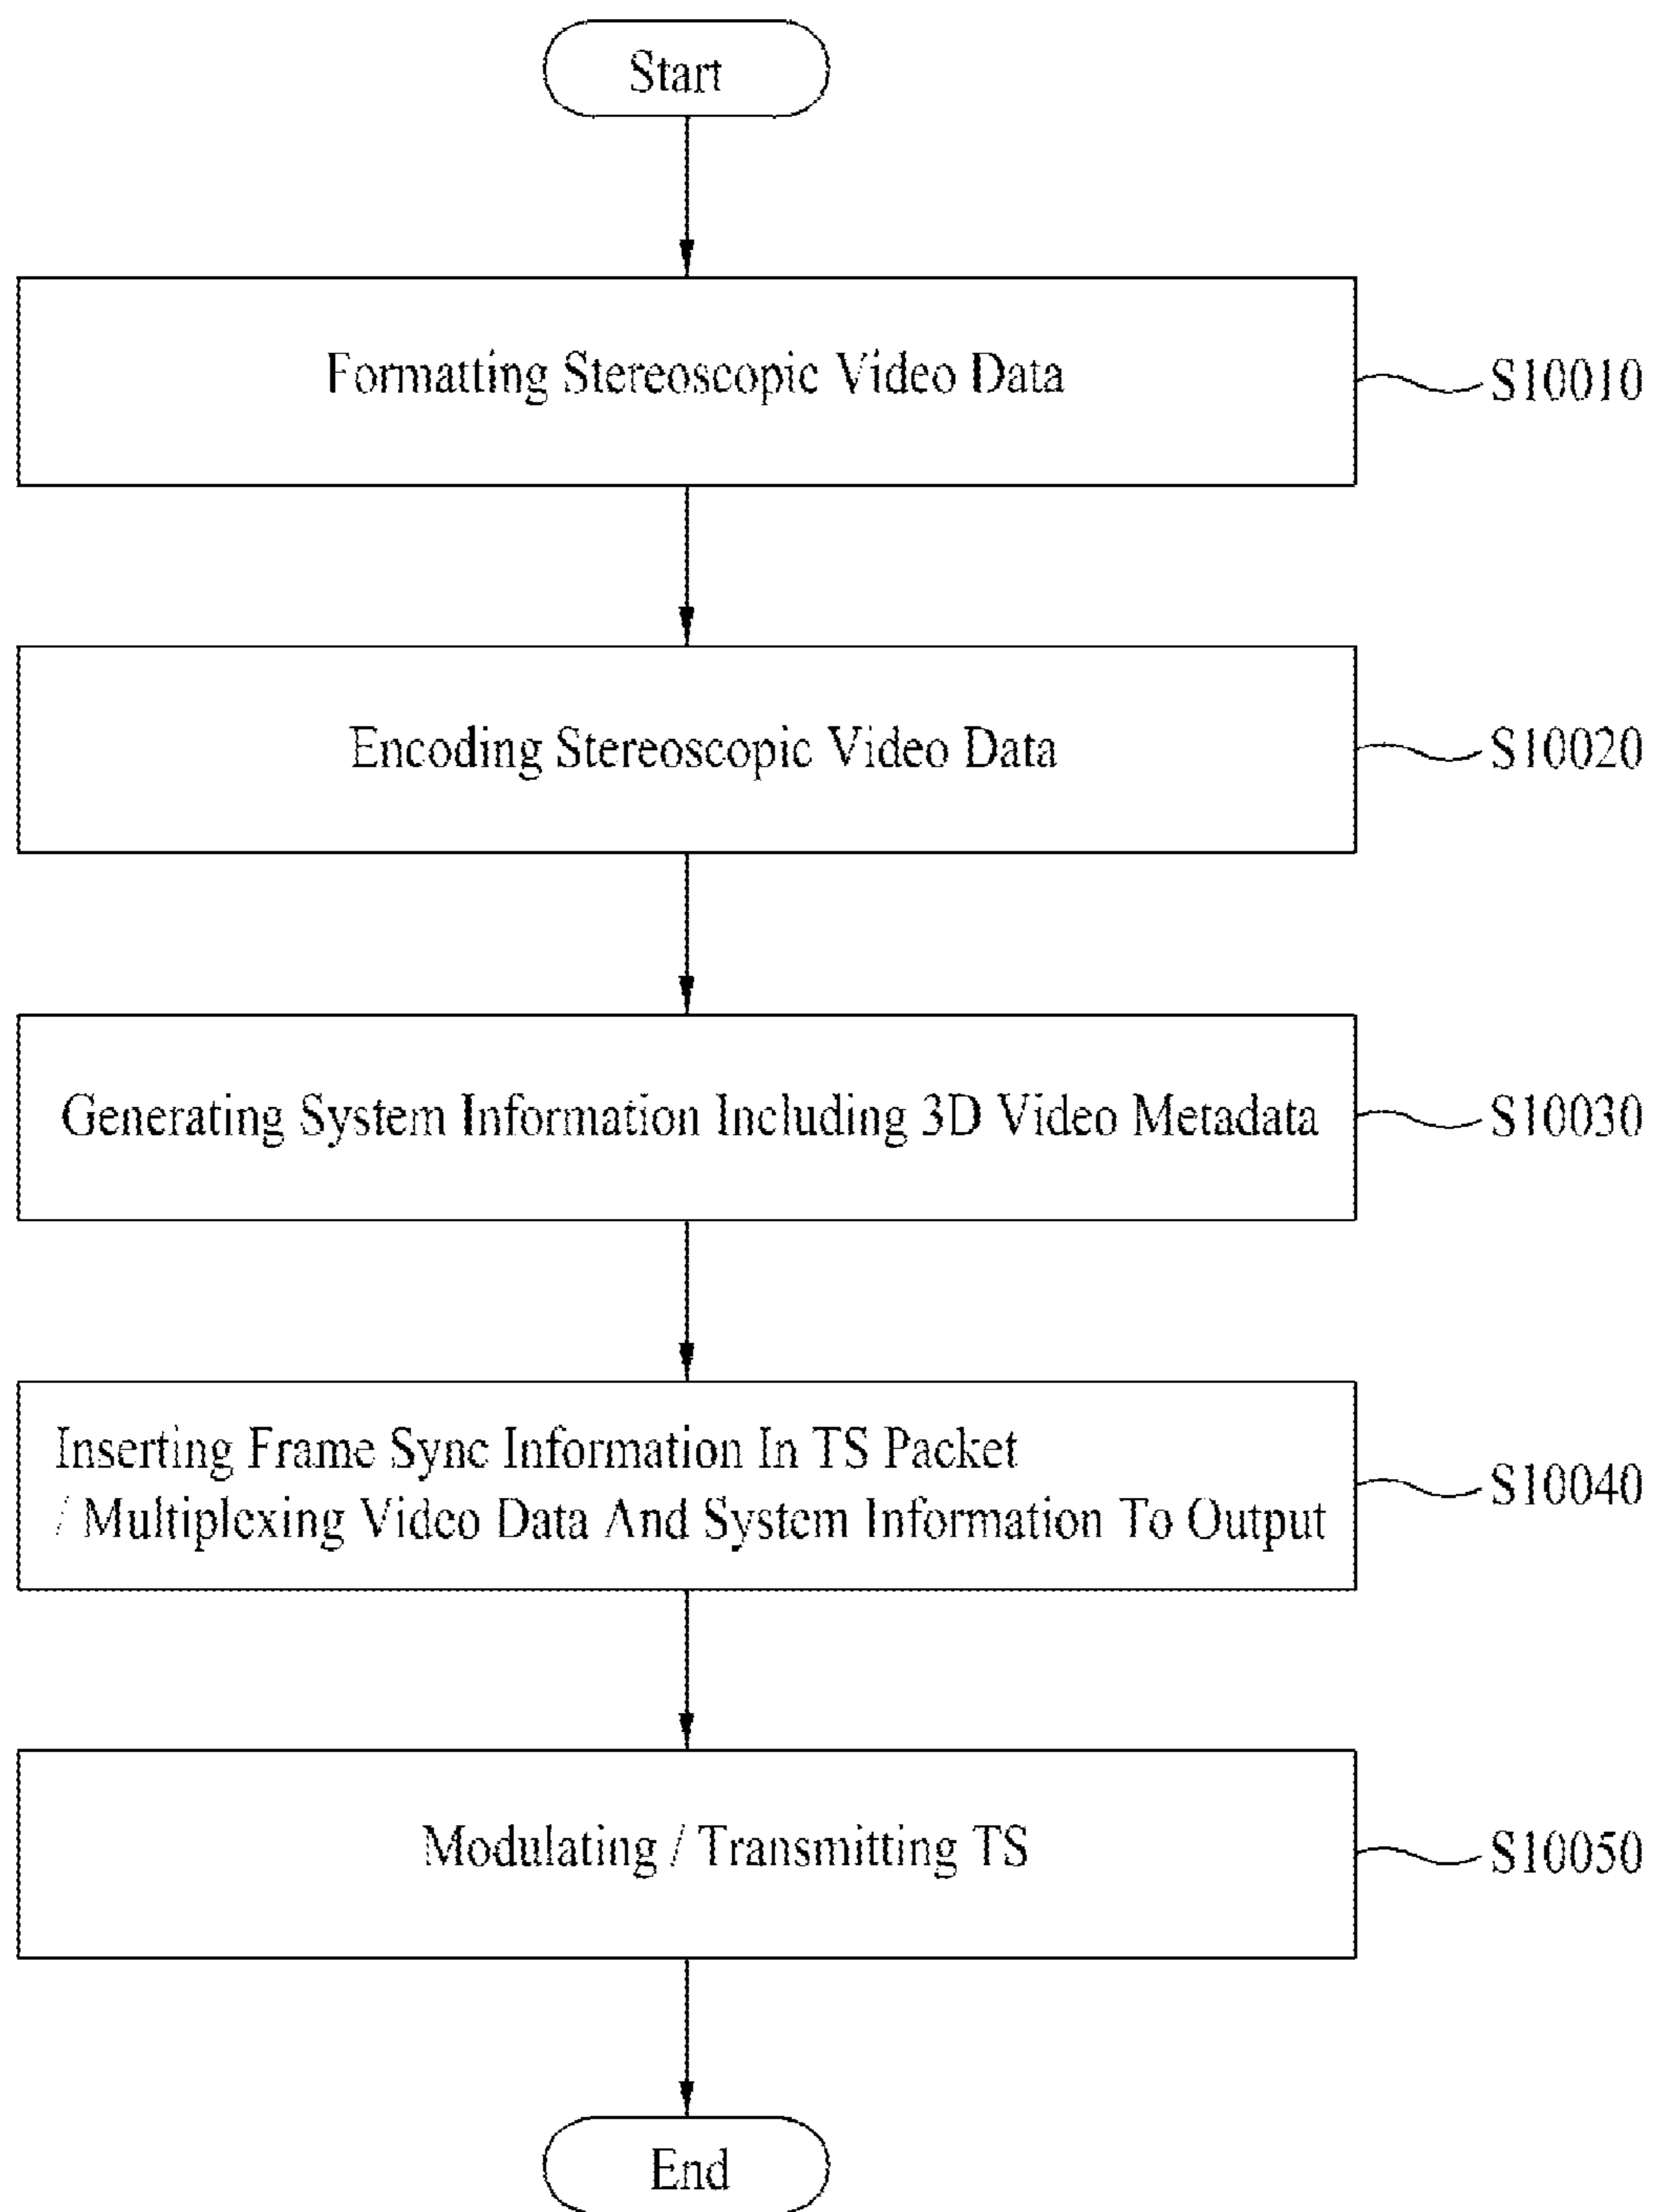 Start
Formatting Stereoscopic Video Data
S10010
Encoding Stereoscopic Video Data
S10020
Generating System Information Including 3D Video Metadata
S10030
Inserting Frame Sync Information In TS Packet
/ Multiplexing Video Data And System Information To Output
S10040
Modulating / Transmitting TS
S10050
End